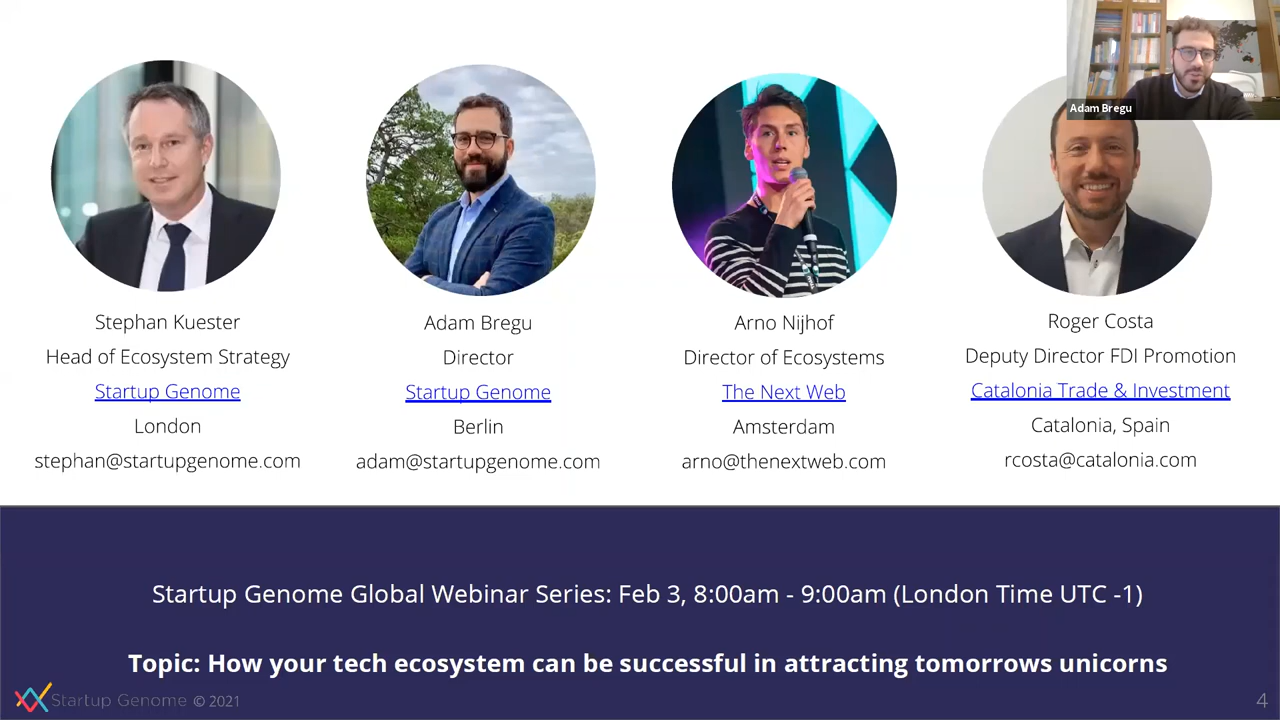 Adam Bregu
Stephan Kuester
Head of Ecosystem Strategy
Startup Genome
London
stephan@startupgenome.com
Adam Bregu
Director
Startup Genome
Berlin
adam@startupgenome.com
Arno Nijhof
Director of Ecosystems
The Next Web
Amsterdam
arno@thenextweb.com
Roger Costa
Deputy Director FDI Promotion
Catalonia Trade & Investment
Catalonia, Spain
rcosta@catalonia.com
Startup Genome Global Webinar Series: Feb 3, 8:00am - 9:00am (London Time UTC -1)
Topic: How your tech ecosystem can be successful in attracting tomorrows unicorns
Startup Genome © 2021
4